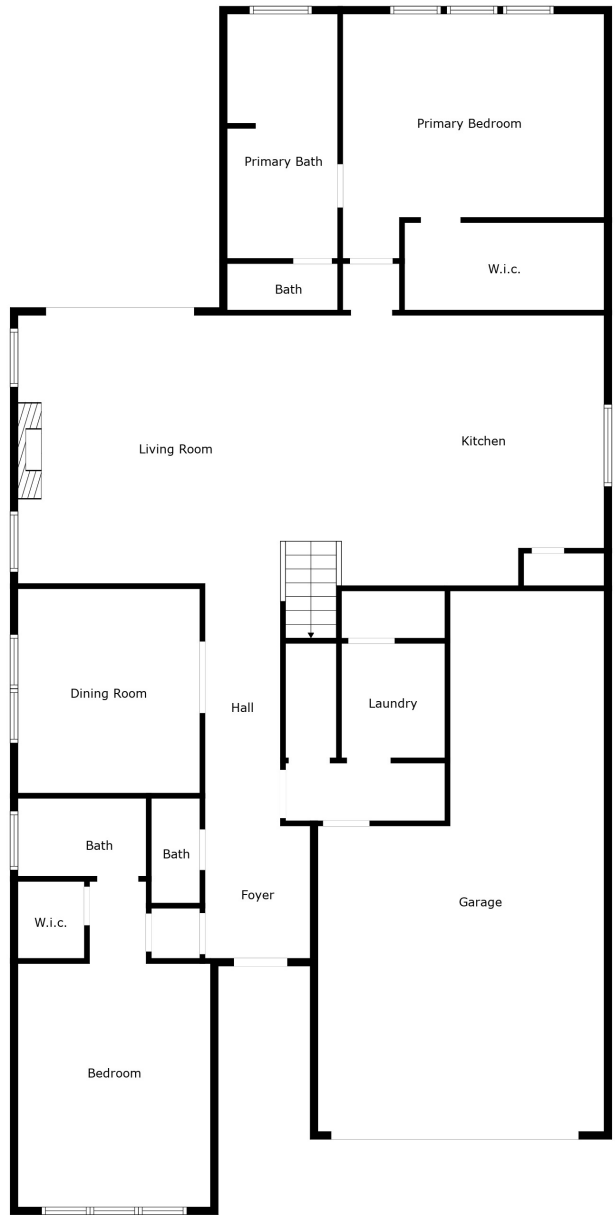 Primary Bedroom
Primary Bath
W.i.c.
Bath
Kitchen
Living Room
Dining Room
Laundry
Hall
Bath
Bath
Foyer
Garage
W.i.c.
Bedroom